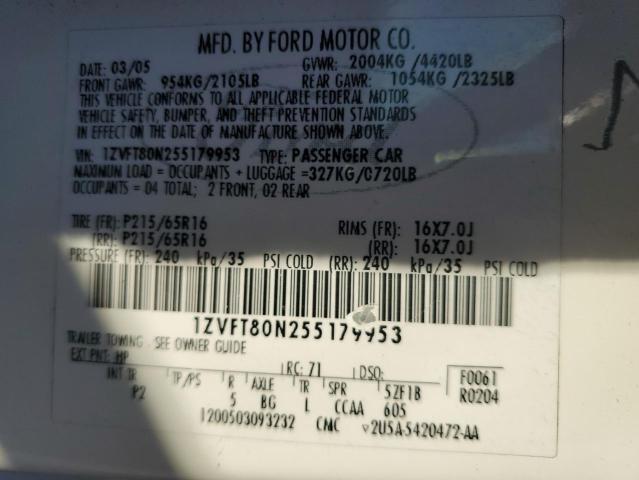 MFD. BY FORD MOTOR CO.
DATE: 03/05 GVWR: 2004KG /4420LB
FRONT GAWR: 954KG/2105LB REAR GAWR: 1054KG /2325LB
THIS VEHICLE CONFORMS TO ALL APPLICABLE FEDERAL MOTOR
VEHICLE SAFETY, BUMPER, AND THEFT PREVENTION STANDARDS
IN EFFECT ON THE DATE OF MANUFACTURE SHOWN ABOVE.
VIN: 1ZVFT80N255179953 TYPE: PASSENGER CAR
MAXIMUM LOAD = OCCUPANTS + LUGGAGE =327KG/0720LB
OCCUPANTS = 04 TOTAL; 2 FRONT, 02 REAR
TIRE (FR): P215/65R16 RIMS (FR): 16X7.0J
(RR): P215/65R16 (RR): 16X7.0J
PRESSURE (FR): 240 kPa/35 PSI COLD (RR): 240 kPa/35 PSI COLD
1ZVFT80N255179953
TRAILER TOWING - SEE OWNER GUIDE
EXT PNT: HP RC: 71 DSO: F0061
INT TR TP/PS R AXLE TR SPR 5ZF1B R0204
P2 5 BG L CCAA 605
1200503093232 CMC ▿2U5A-5420472-AA